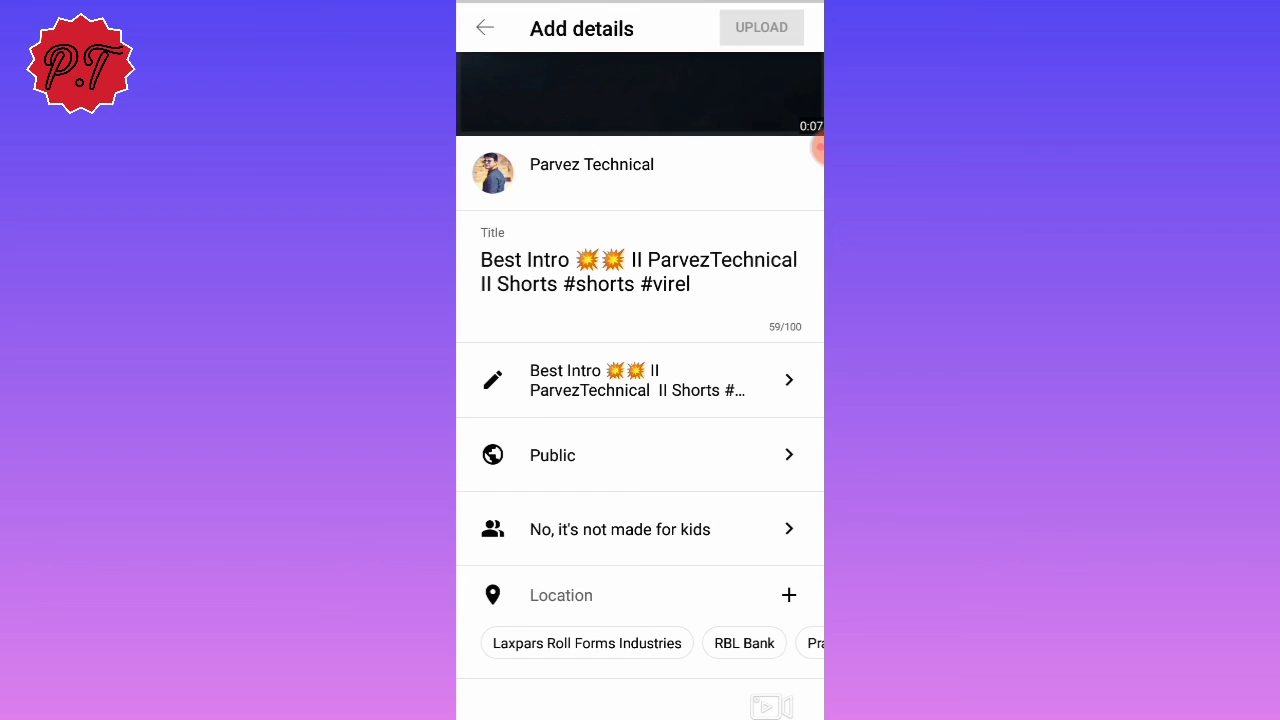 P.T
Add details
UPLOAD
0:07
Parvez Technical
Title
Best Intro 💥💥 II ParvezTechnical
II Shorts #shorts #virel
59/100
Best Intro 💥💥 II
ParvezTechnical II Shorts #...
Public
No, it's not made for kids
Location
Laxpars Roll Forms Industries
RBL Bank
Pra